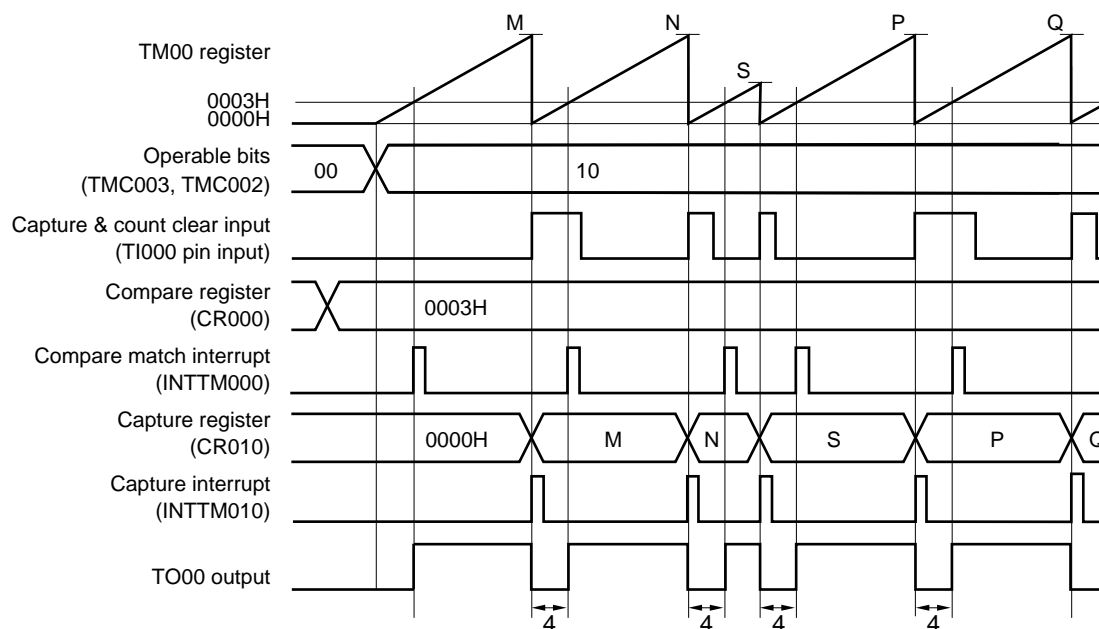 M N S P Q
TM00 register
0003H
0000H
Operable bits
(TMC003, TMC002)
00 10
Capture & count clear input
(TI000 pin input)
Compare register
(CR000)
0003H
Compare match interrupt
(INTTM000)
Capture register
(CR010)
0000H M N S P Q
Capture interrupt
(INTTM010)
TO00 output
4 4 4 4